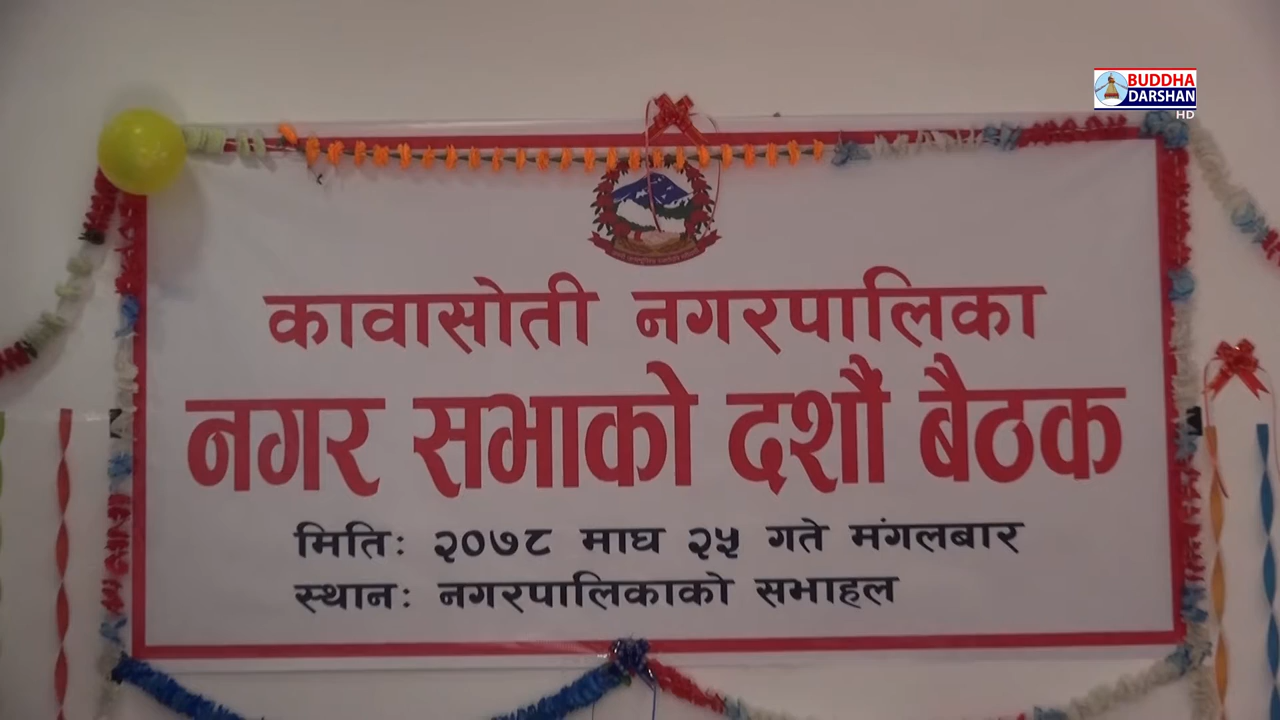 BUDDHA
DARSHAN
HD
कावासोती नगरपालिका
नगर सभाको दशौं बैठक
मितिः २०७८ माघ २५ गते मंगलबार
स्थानः नगरपालिकाको सभाहल